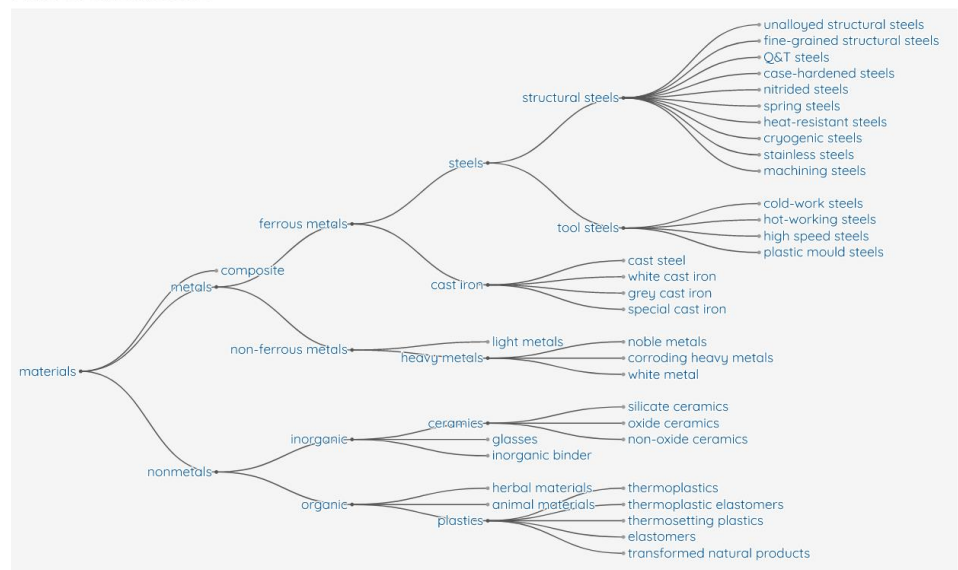 unalloyed structural steels
fine-grained structural steels
Q&T steels
case-hardened steels
structural steels
nitrided steels
spring steels
heat-resistant steels
cryogenic steels
stainless steels
steels
machining steels
cold-work steels
ferrous metals
hot-working steels
tool steels
high speed steels
plastic mould steels
cast steel
composite
white cast iron
metals
cast iron
grey cast iron
special cast iron
non-ferrous metals
light metals
noble metals
heavy metals
corroding heavy metals
materials
white metal
silicate ceramics
ceramics
oxide ceramics
inorganic
glasses
non-oxide ceramics
inorganic binder
nonmetals
herbal materials
thermoplastics
organic
animal materials
thermoplastic elastomers
plastics
thermosetting plastics
elastomers
transformed natural products